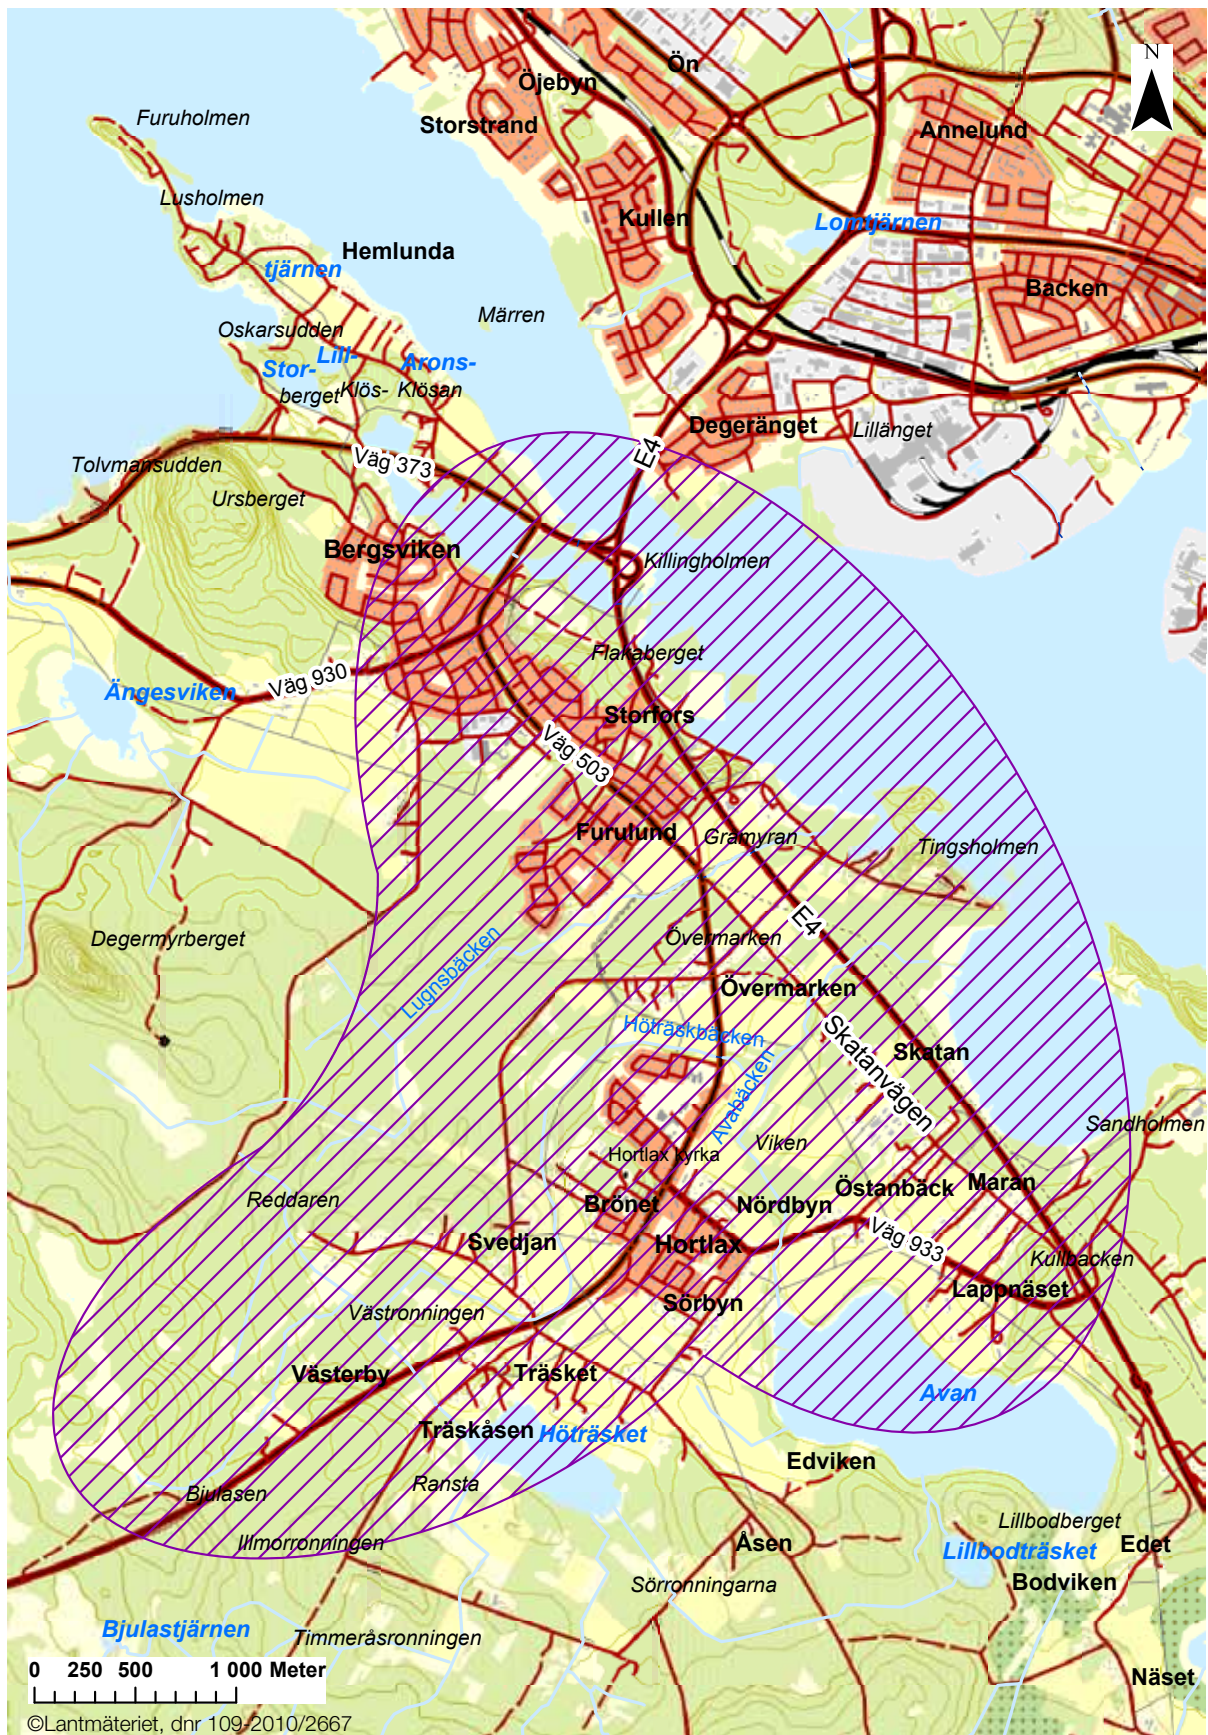 N
Ön
Öjebyn
Storstrand
Furuholmen
Annelund
Lusholmen
Kullen
Lomtjärnen
Hemlunda
tjärnen
Backen
Märren
Oskarsudden
Stor-
Lill-
Arons-
berget
Klös-
Klösan
Degeränget
Lillänget
E4
Väg 373
Tolvmansudden
Ursberget
Bergsviken
Killingholmen
Flakaberget
Väg 930
Ängesviken
Storfors
Väg 503
Furulund
Gramyran
Tingsholmen
E4
Degermyrberget
Övermarken
Lugnsbäcken
Övermarken
Höträskbäcken
Skatanvägen
Skatan
Avabäcken
Viken
Sandholmen
Hortlax kyrka
Reddaren
Brönet
Nördbyn
Östanbäck
Maran
Svedjan
Hortlax
Väg 933
Kullbacken
Lappnäset
Sörbyn
Västronningen
Västerby
Träsket
Avan
Träskåsen
Höträsket
Edviken
Ransta
Bjulasen
Illmorronningen
Lillbodberget
Åsen
Edet
Lillbodträsket
Bodviken
Sörronningarna
Bjulastjärnen
Timmeråsronningen
Näset
0 250 500 1 000 Meter
©Lantmäteriet, dnr 109-2010/2667